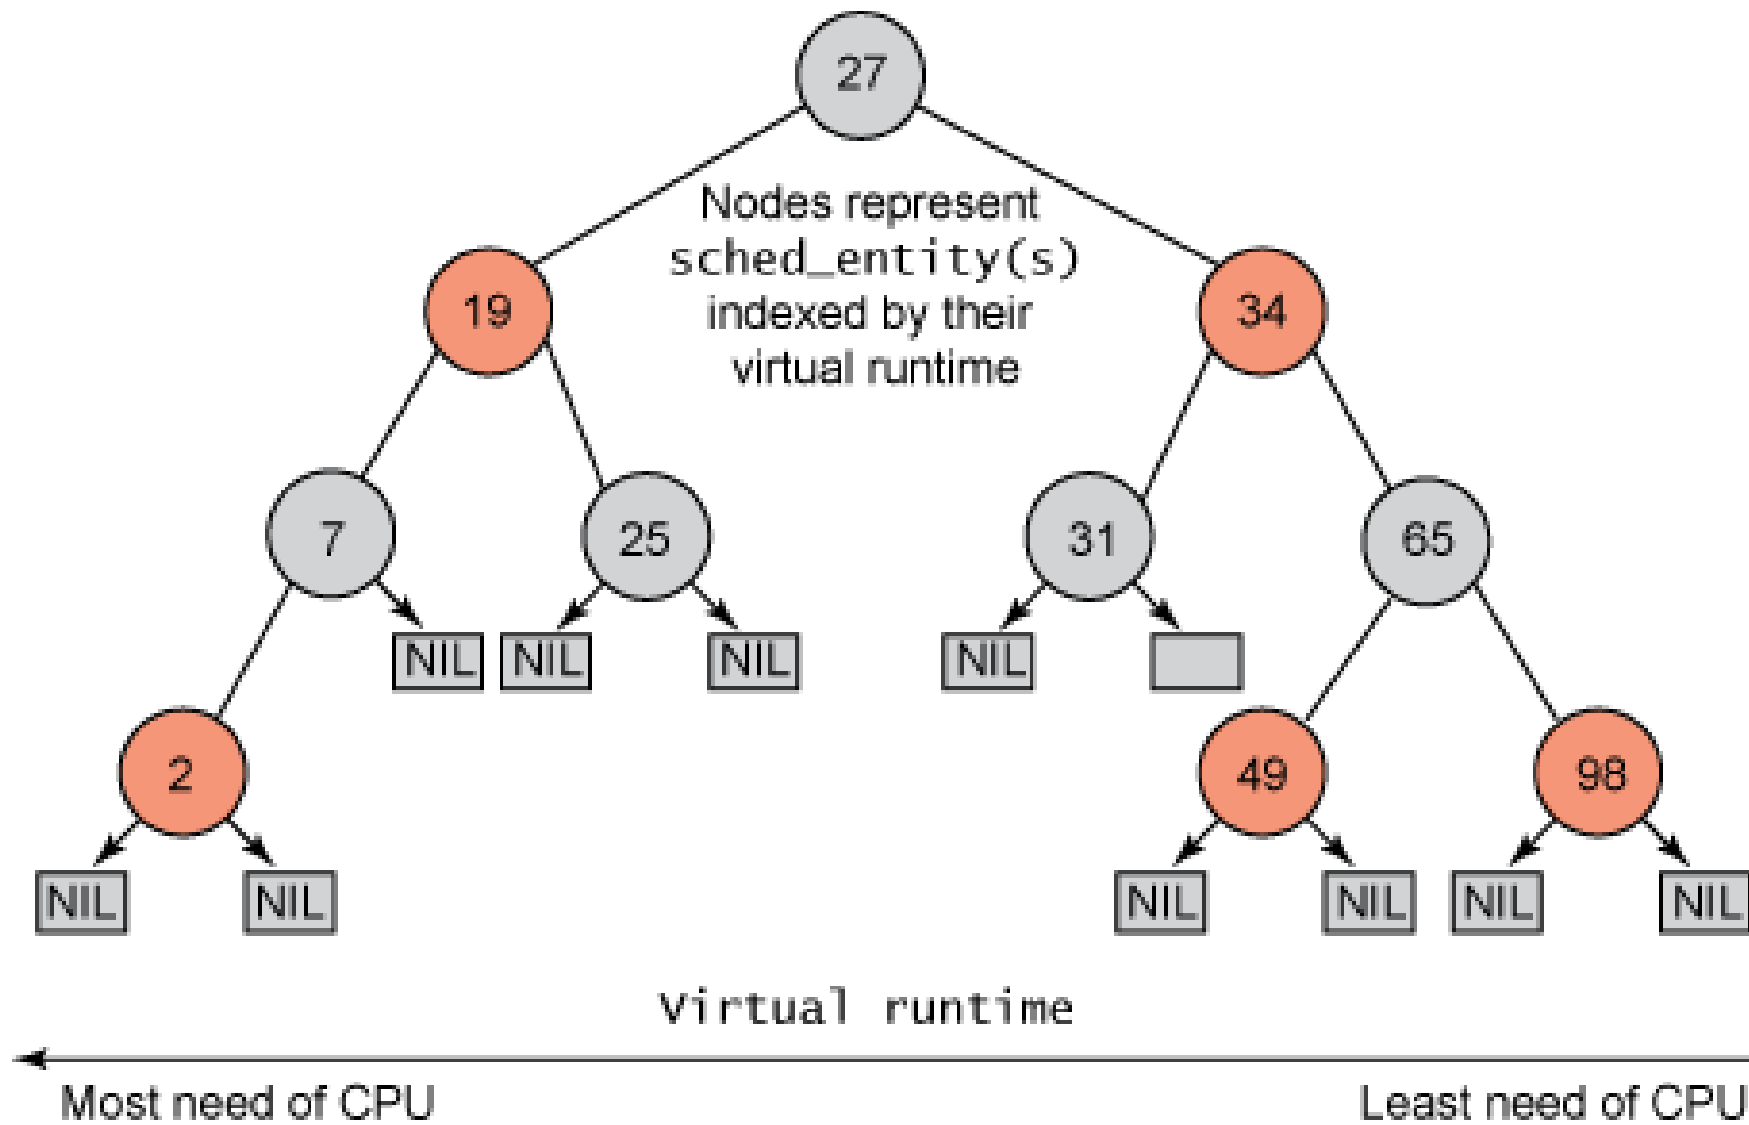 27
Nodes represent
sched_entity(s)
indexed by their
virtual runtime
19
34
7
25
31
65
NIL
NIL
NIL
NIL
2
49
98
NIL
NIL
NIL
NIL
NIL
NIL
Virtual runtime
Most need of CPU
Least need of CPU